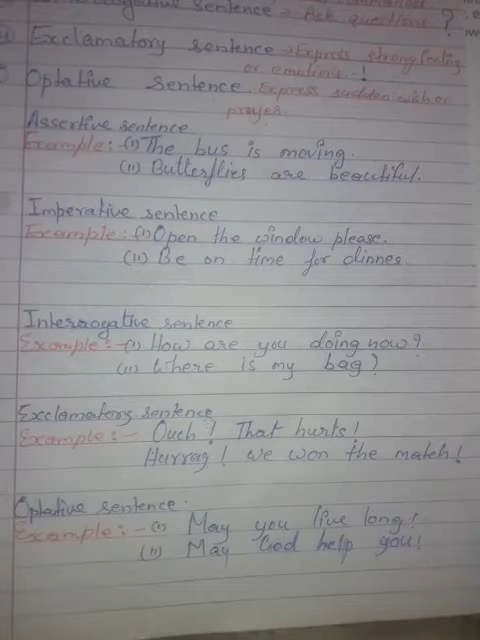 sentence = Ask questions ?
Exclamatory sentence → Express strong feeling
or emotions - !
Optative sentence. Express sudden wish or
prayer.
Assertive sentence
Example: (i) The bus is moving.
(ii) Butterflies are beautiful.
Imperative sentence
Example: (i) Open the window please.
(ii) Be on time for dinner.
Interrogative sentence
Example:- (i) How are you doing now?
(ii) Where is my bag?
Exclamatory sentence
Example:- Ouch! That hurts!
Hurray! we won the match!
Optative sentence.
Example:- (i) May you live long!
(ii) May God help you!